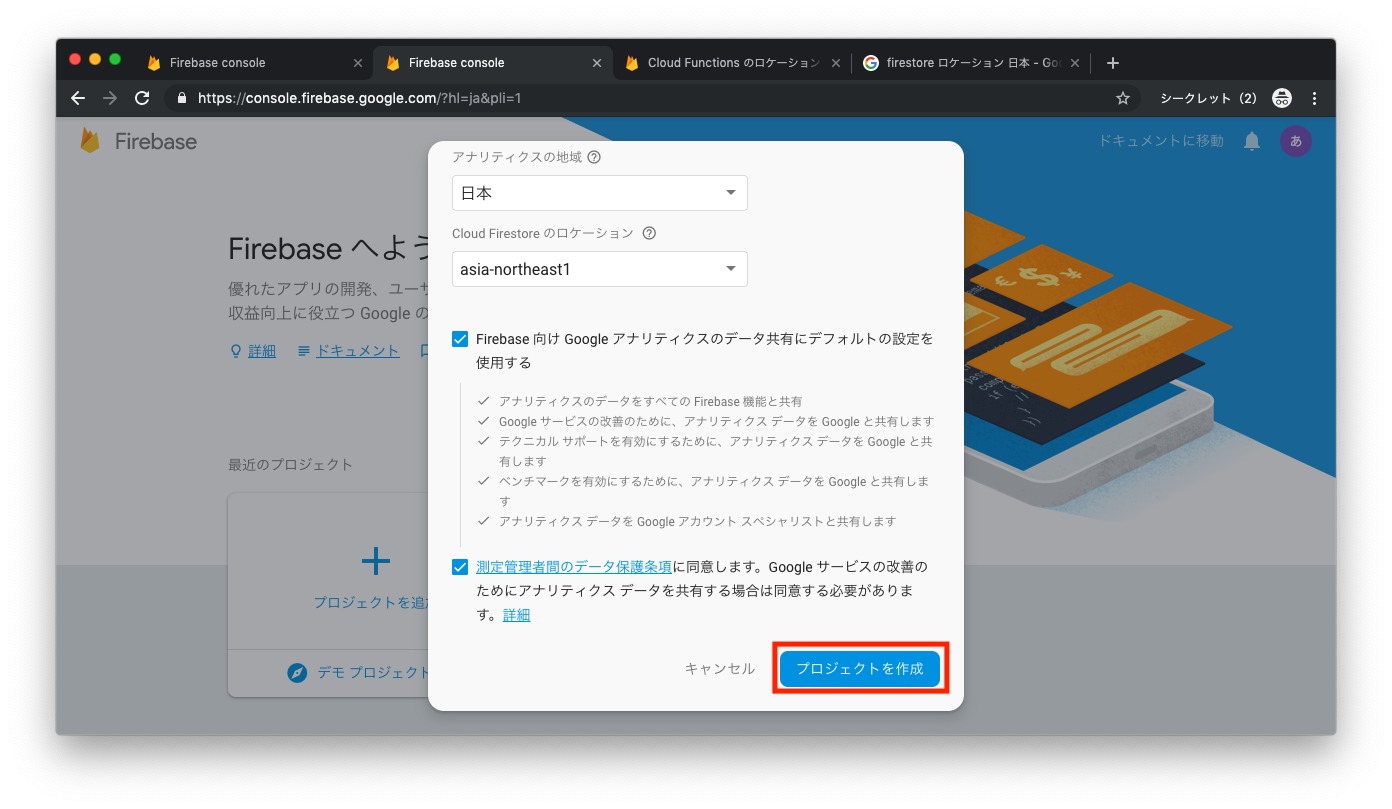 Firebase console
Firebase console
Cloud Functions のロケーション
firestore ロケーション 日本 - Goo
https://console.firebase.google.com/?hl=ja&pli=1
シークレット（2）
Firebase
ドキュメントに移動
あ
Firebase へよう
優れたアプリの開発、ユーサ
収益向上に役立つ Google の
詳細
ドキュメント
最近のプロジェクト
プロジェクトを追加
デモ プロジェクト
アナリティクスの地域
日本
Cloud Firestore のロケーション
asia-northeast1
Firebase 向け Google アナリティクスのデータ共有にデフォルトの設定を
使用する
アナリティクスのデータをすべての Firebase 機能と共有
Google サービスの改善のために、アナリティクス データを Google と共有します
テクニカル サポートを有効にするために、アナリティクス データを Google と共
有します
ベンチマークを有効にするために、アナリティクス データを Google と共有しま
す
アナリティクス データを Google アカウント スペシャリストと共有します
測定管理者間のデータ保護条項に同意します。Google サービスの改善の
ためにアナリティクス データを共有する場合は同意する必要がありま
す。詳細
キャンセル
プロジェクトを作成